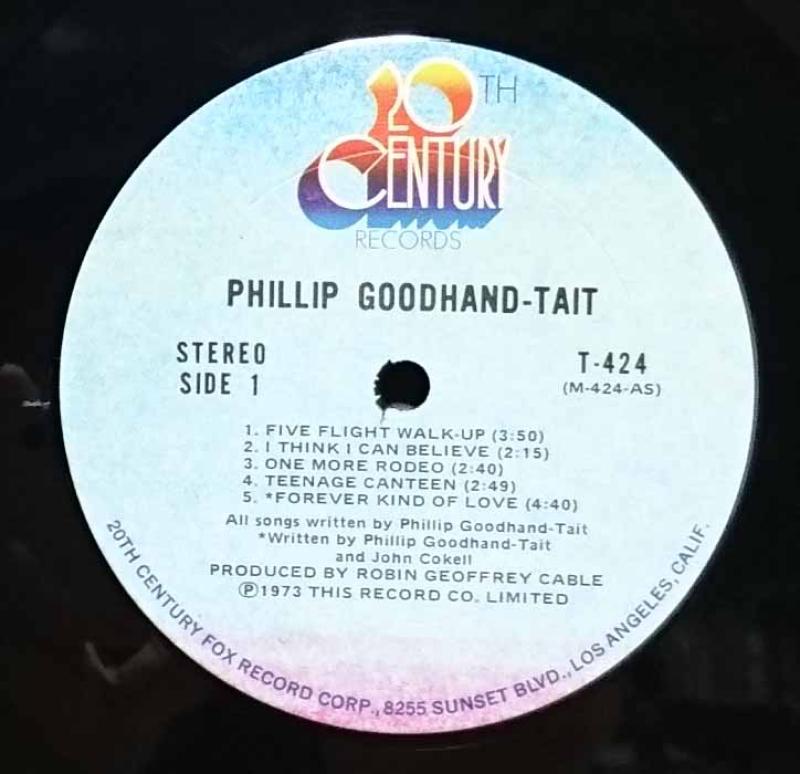 20TH
CENTURY
RECORDS
PHILLIP GOODHAND-TAIT
STEREO
SIDE 1
T-424
(M-424-AS)
1. FIVE FLIGHT WALK-UP (3:50)
2. I THINK I CAN BELIEVE (2:15)
3. ONE MORE RODEO (2:40)
4. TEENAGE CANTEEN (2:49)
5. *FOREVER KIND OF LOVE (4:40)
All songs written by Phillip Goodhand-Tait
*Written by Phillip Goodhand-Tait
and John Cokell
PRODUCED BY ROBIN GEOFFREY CABLE
Ⓟ1973 THIS RECORD CO. LIMITED
20TH CENTURY FOX RECORD CORP., 8255 SUNSET BLVD., LOS ANGELES, CALIF.